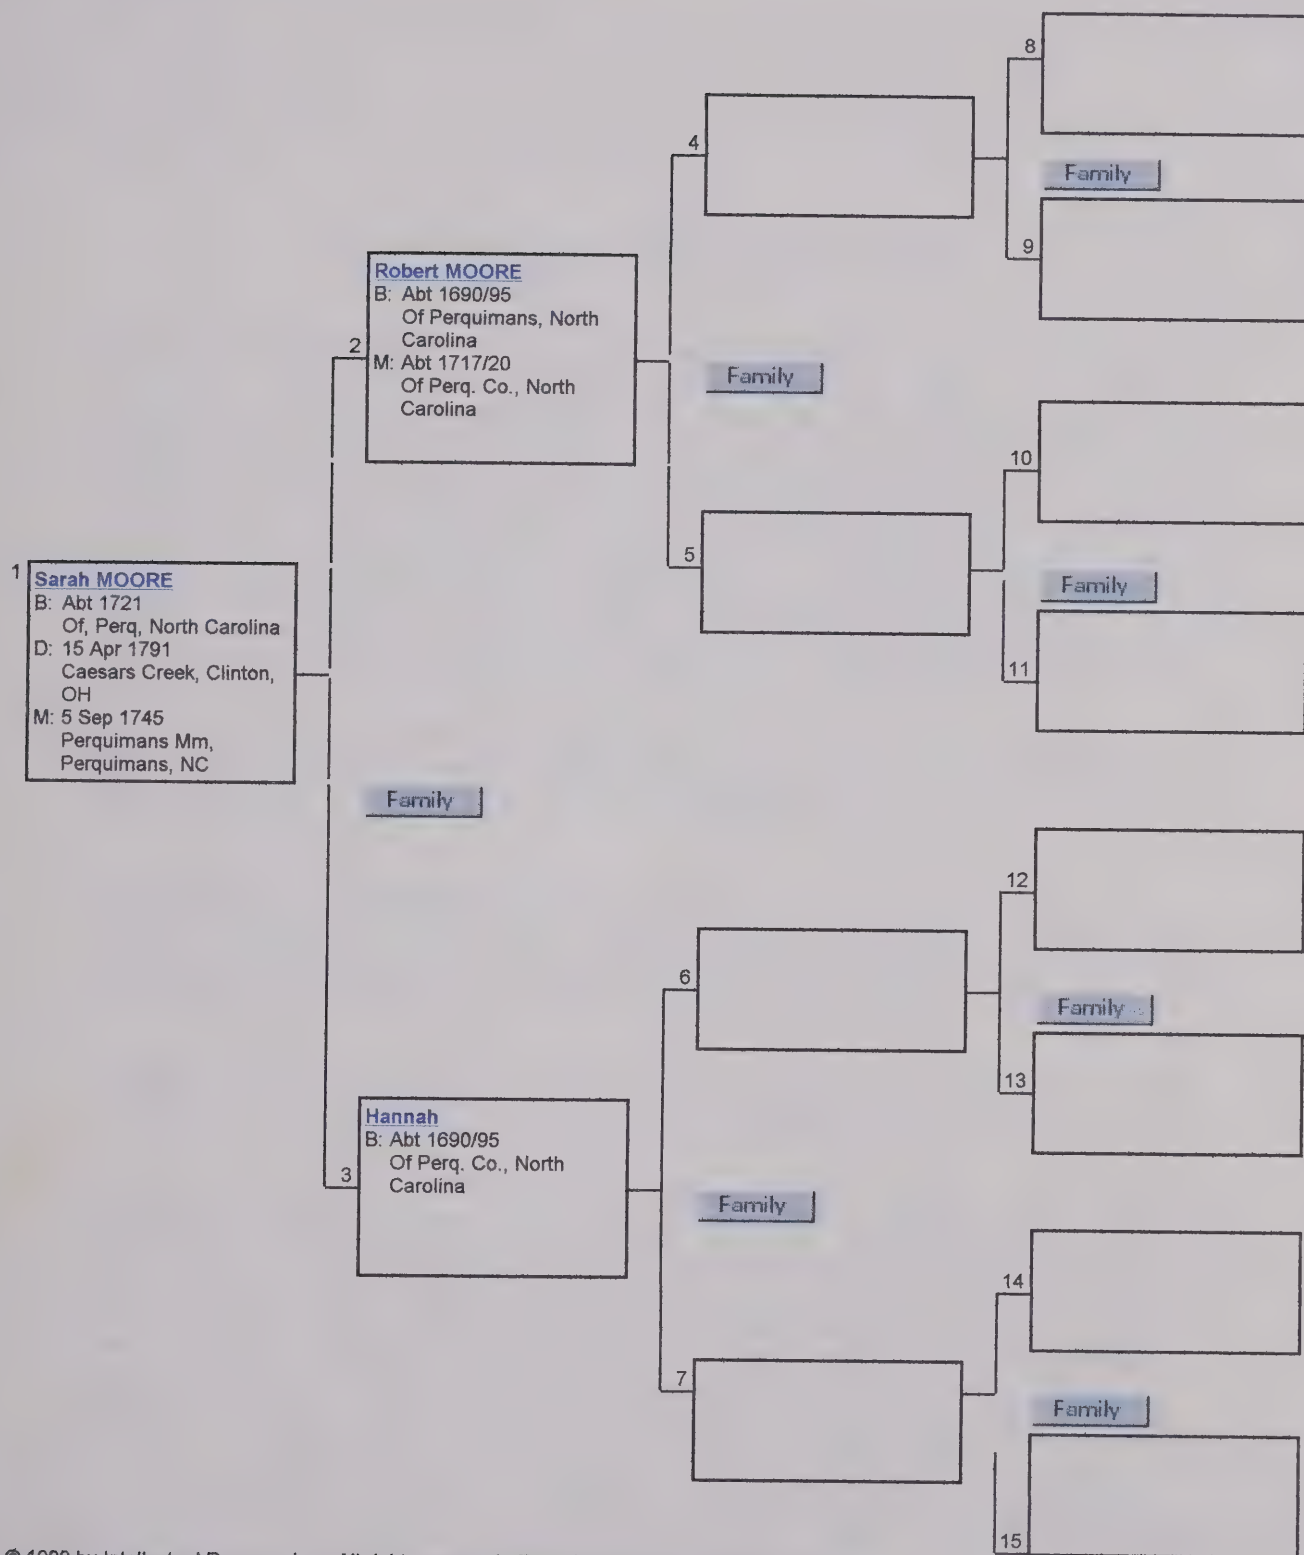 8
4
Family
9
Robert MOORE
B: Abt 1690/95
Of Perquimans, North
Carolina
M: Abt 1717/20
Of Perq. Co., North
Carolina
2
Family
10
5
1
Sarah MOORE
B: Abt 1721
Of, Perq, North Carolina
D: 15 Apr 1791
Caesars Creek, Clinton,
OH
M: 5 Sep 1745
Perquimans Mm,
Perquimans, NC
Family
11
Family
12
6
Family
13
Hannah
B: Abt 1690/95
Of Perq. Co., North
Carolina
3
Family
14
7
Family
15